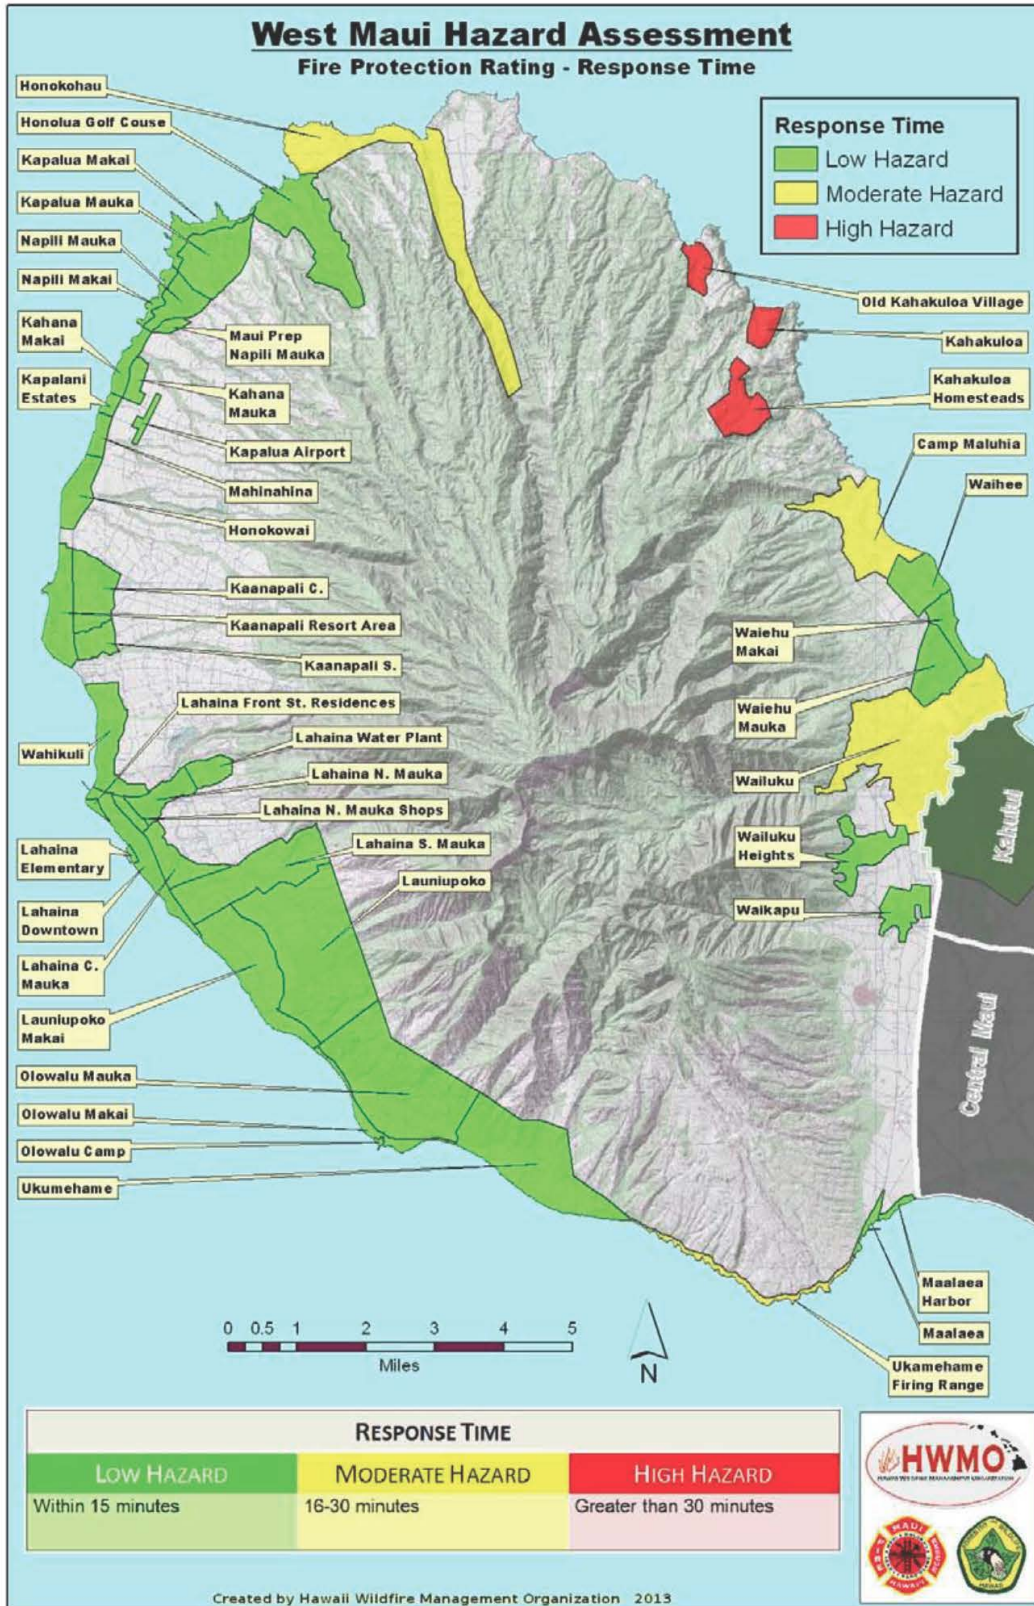 West Maui Hazard Assessment
Fire Protection Rating - Response Time
Honokohau
Honolua Golf Couse
Kapalua Makai
Kapalua Mauka
Napili Mauka
Napili Makai
Kahana
Makai
Kapalani
Estates
Maui Prep
Napili Mauka
Kahana
Mauka
Kapalua Airport
Mahinahina
Honokowai
Kaanapali C.
Kaanapali Resort Area
Kaanapali S.
Lahaina Front St. Residences
Wahikuli
Lahaina Water Plant
Lahaina N. Mauka
Lahaina N. Mauka Shops
Lahaina
Elementary
Lahaina S. Mauka
Launiupoko
Lahaina
Downtown
Lahaina C.
Mauka
Launiupoko
Makai
Olowalu Mauka
Olowalu Makai
Olowalu Camp
Ukumehame
Response Time
Low Hazard
Moderate Hazard
High Hazard
Old Kahakuloa Village
Kahakuloa
Kahakuloa
Homesteads
Camp Maluhia
Waihee
Waiehu
Makai
Waiehu
Mauka
Wailuku
Wailuku
Heights
Waikapu
Kahului
Central Maui
Maalaea
Harbor
Maalaea
Ukamehame
Firing Range
0 0.5 1 2 3 4 5
Miles
N
RESPONSE TIME
LOW HAZARD MODERATE HAZARD HIGH HAZARD
Within 15 minutes 16-30 minutes Greater than 30 minutes
HWMO
HAWAII WILDFIRE MANAGEMENT ORGANIZATION
MAUI
FIRE
HAWAII
Created by Hawaii Wildfire Management Organization 2013